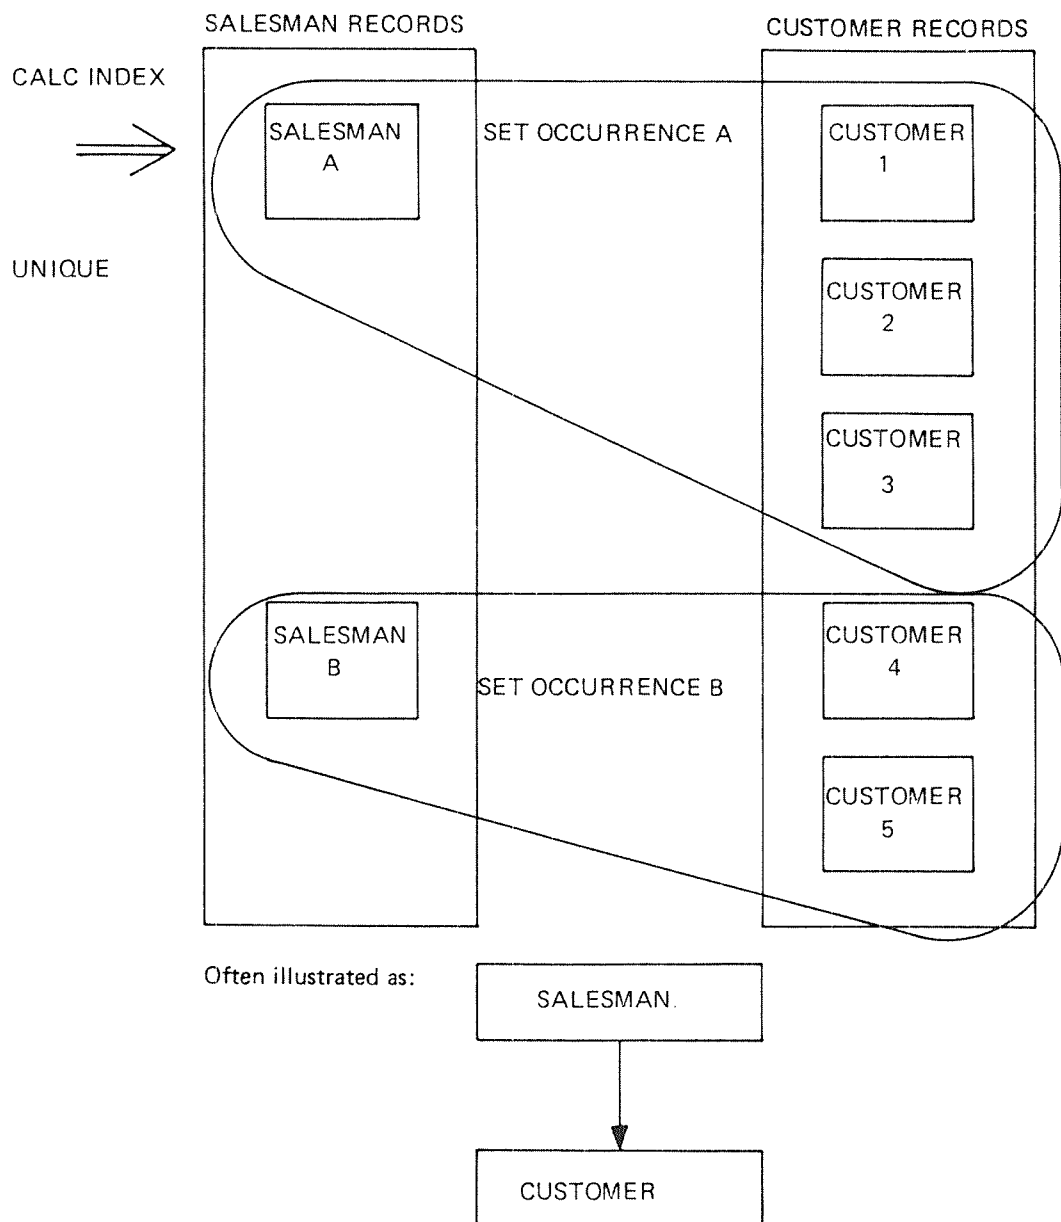 SALESMAN RECORDS
CUSTOMER RECORDS
CALC INDEX
SALESMAN
A
SET OCCURRENCE A
CUSTOMER
1
UNIQUE
CUSTOMER
2
CUSTOMER
3
SALESMAN
B
SET OCCURRENCE B
CUSTOMER
4
CUSTOMER
5
Often illustrated as:
SALESMAN.
CUSTOMER